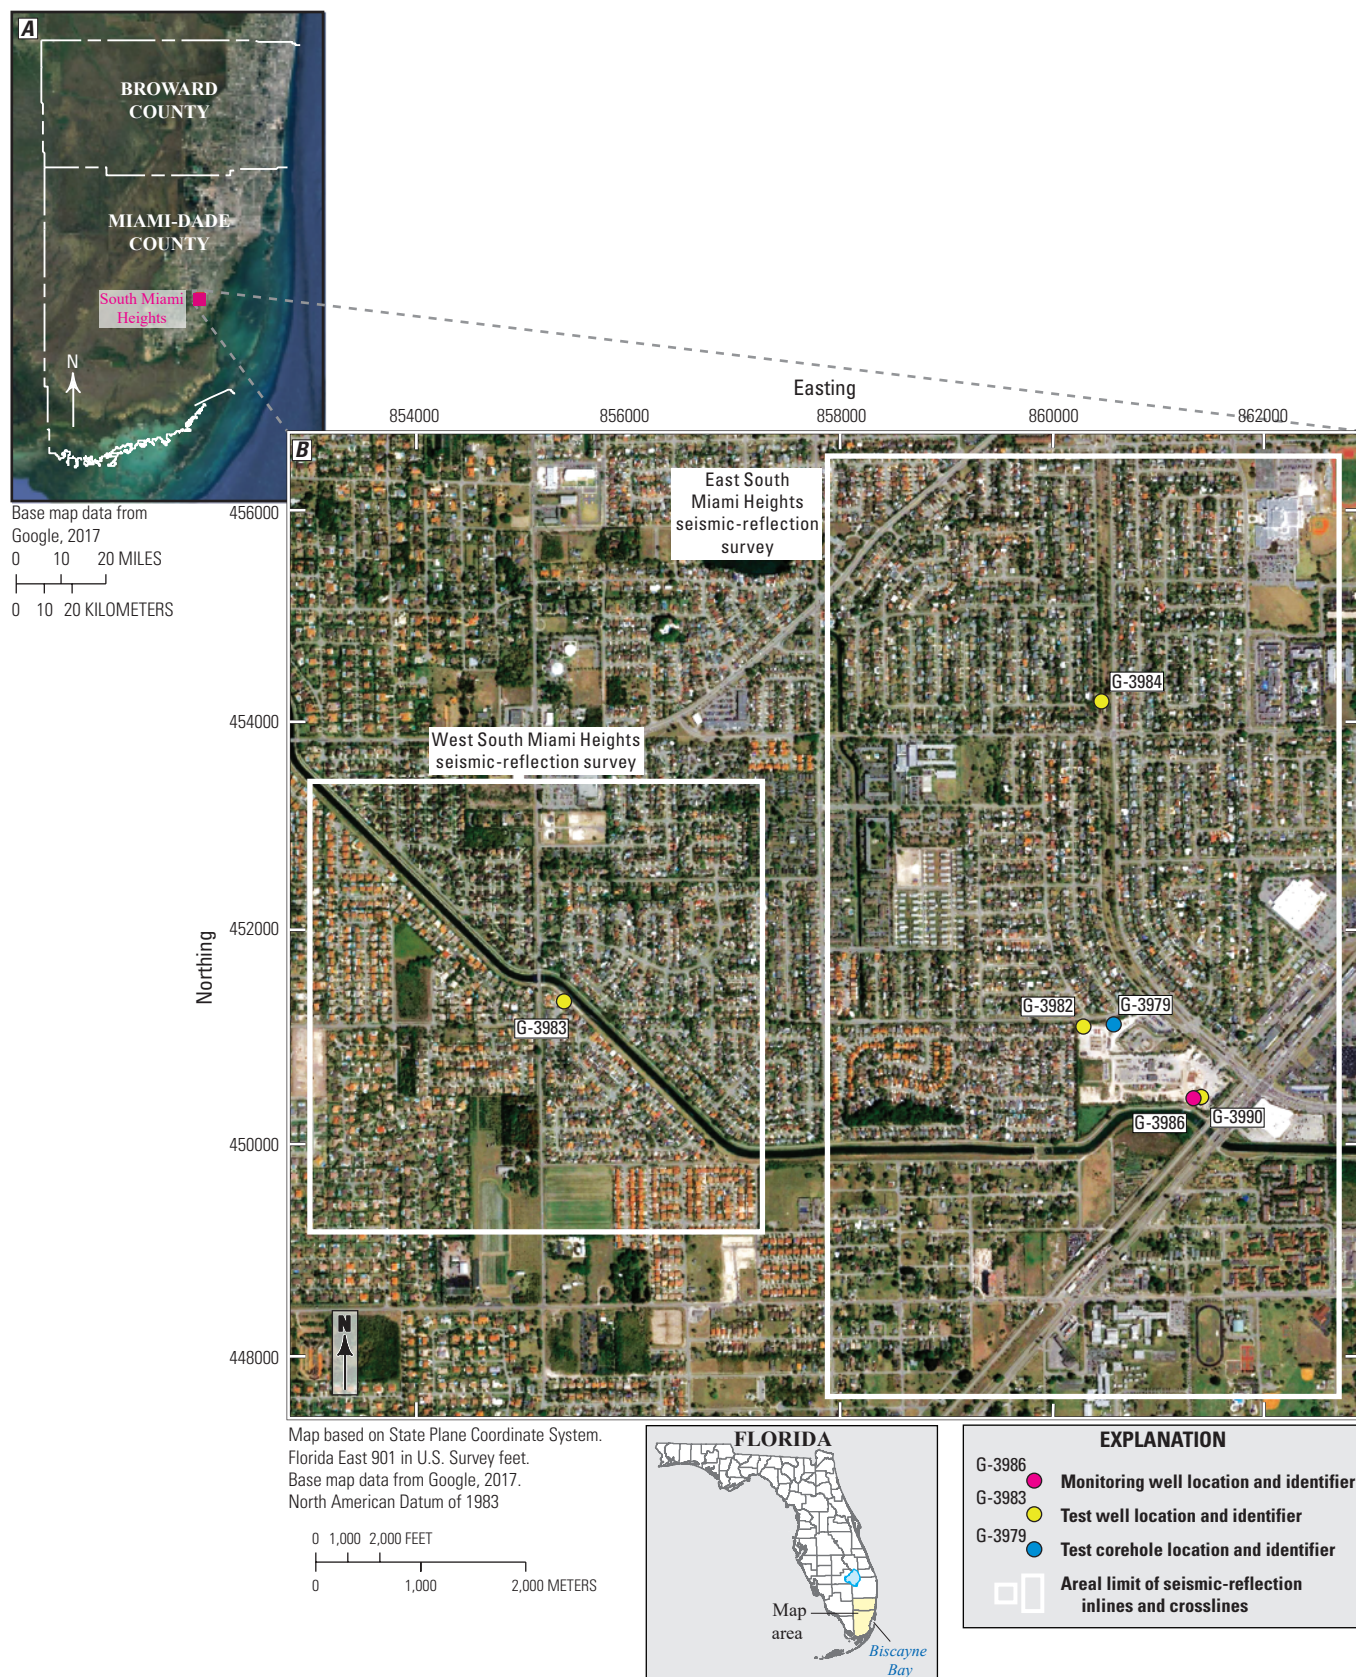 A
BROWARD
COUNTY
MIAMI-DADE
COUNTY
South Miami
Heights
N
Base map data from
Google, 2017
0 10 20 MILES
0 10 20 KILOMETERS
Easting
854000 856000 858000 860000 862000
B
East South
Miami Heights
seismic-reflection
survey
456000
G-3984
454000
West South Miami Heights
seismic-reflection survey
452000
Northing
G-3983
G-3982
G-3979
G-3986
G-3990
450000
448000
N
Map based on State Plane Coordinate System.
Florida East 901 in U.S. Survey feet.
Base map data from Google, 2017.
North American Datum of 1983
0 1,000 2,000 FEET
0 1,000 2,000 METERS
FLORIDA
Map
area
Biscayne
Bay
EXPLANATION
G-3986
Monitoring well location and identifier
G-3983
Test well location and identifier
G-3979
Test corehole location and identifier
Areal limit of seismic-reflection
inlines and crosslines